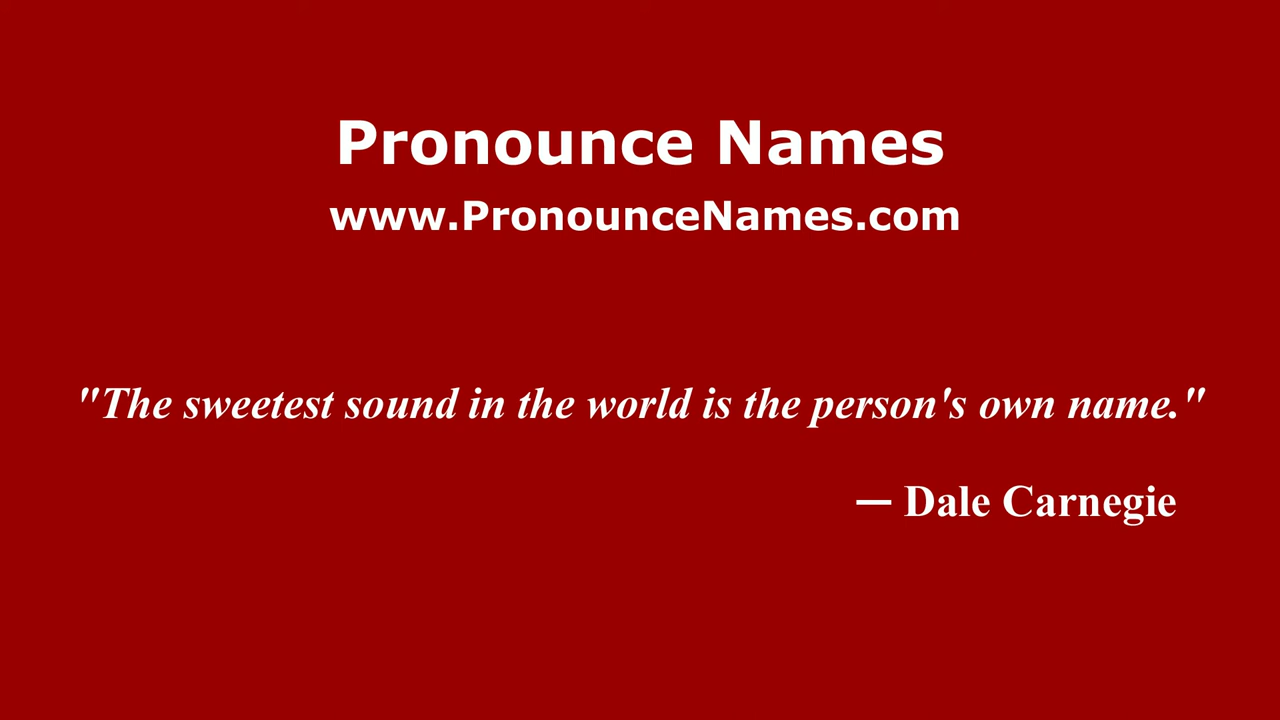 Pronounce Names
www.PronounceNames.com
"The sweetest sound in the world is the person's own name."
— Dale Carnegie